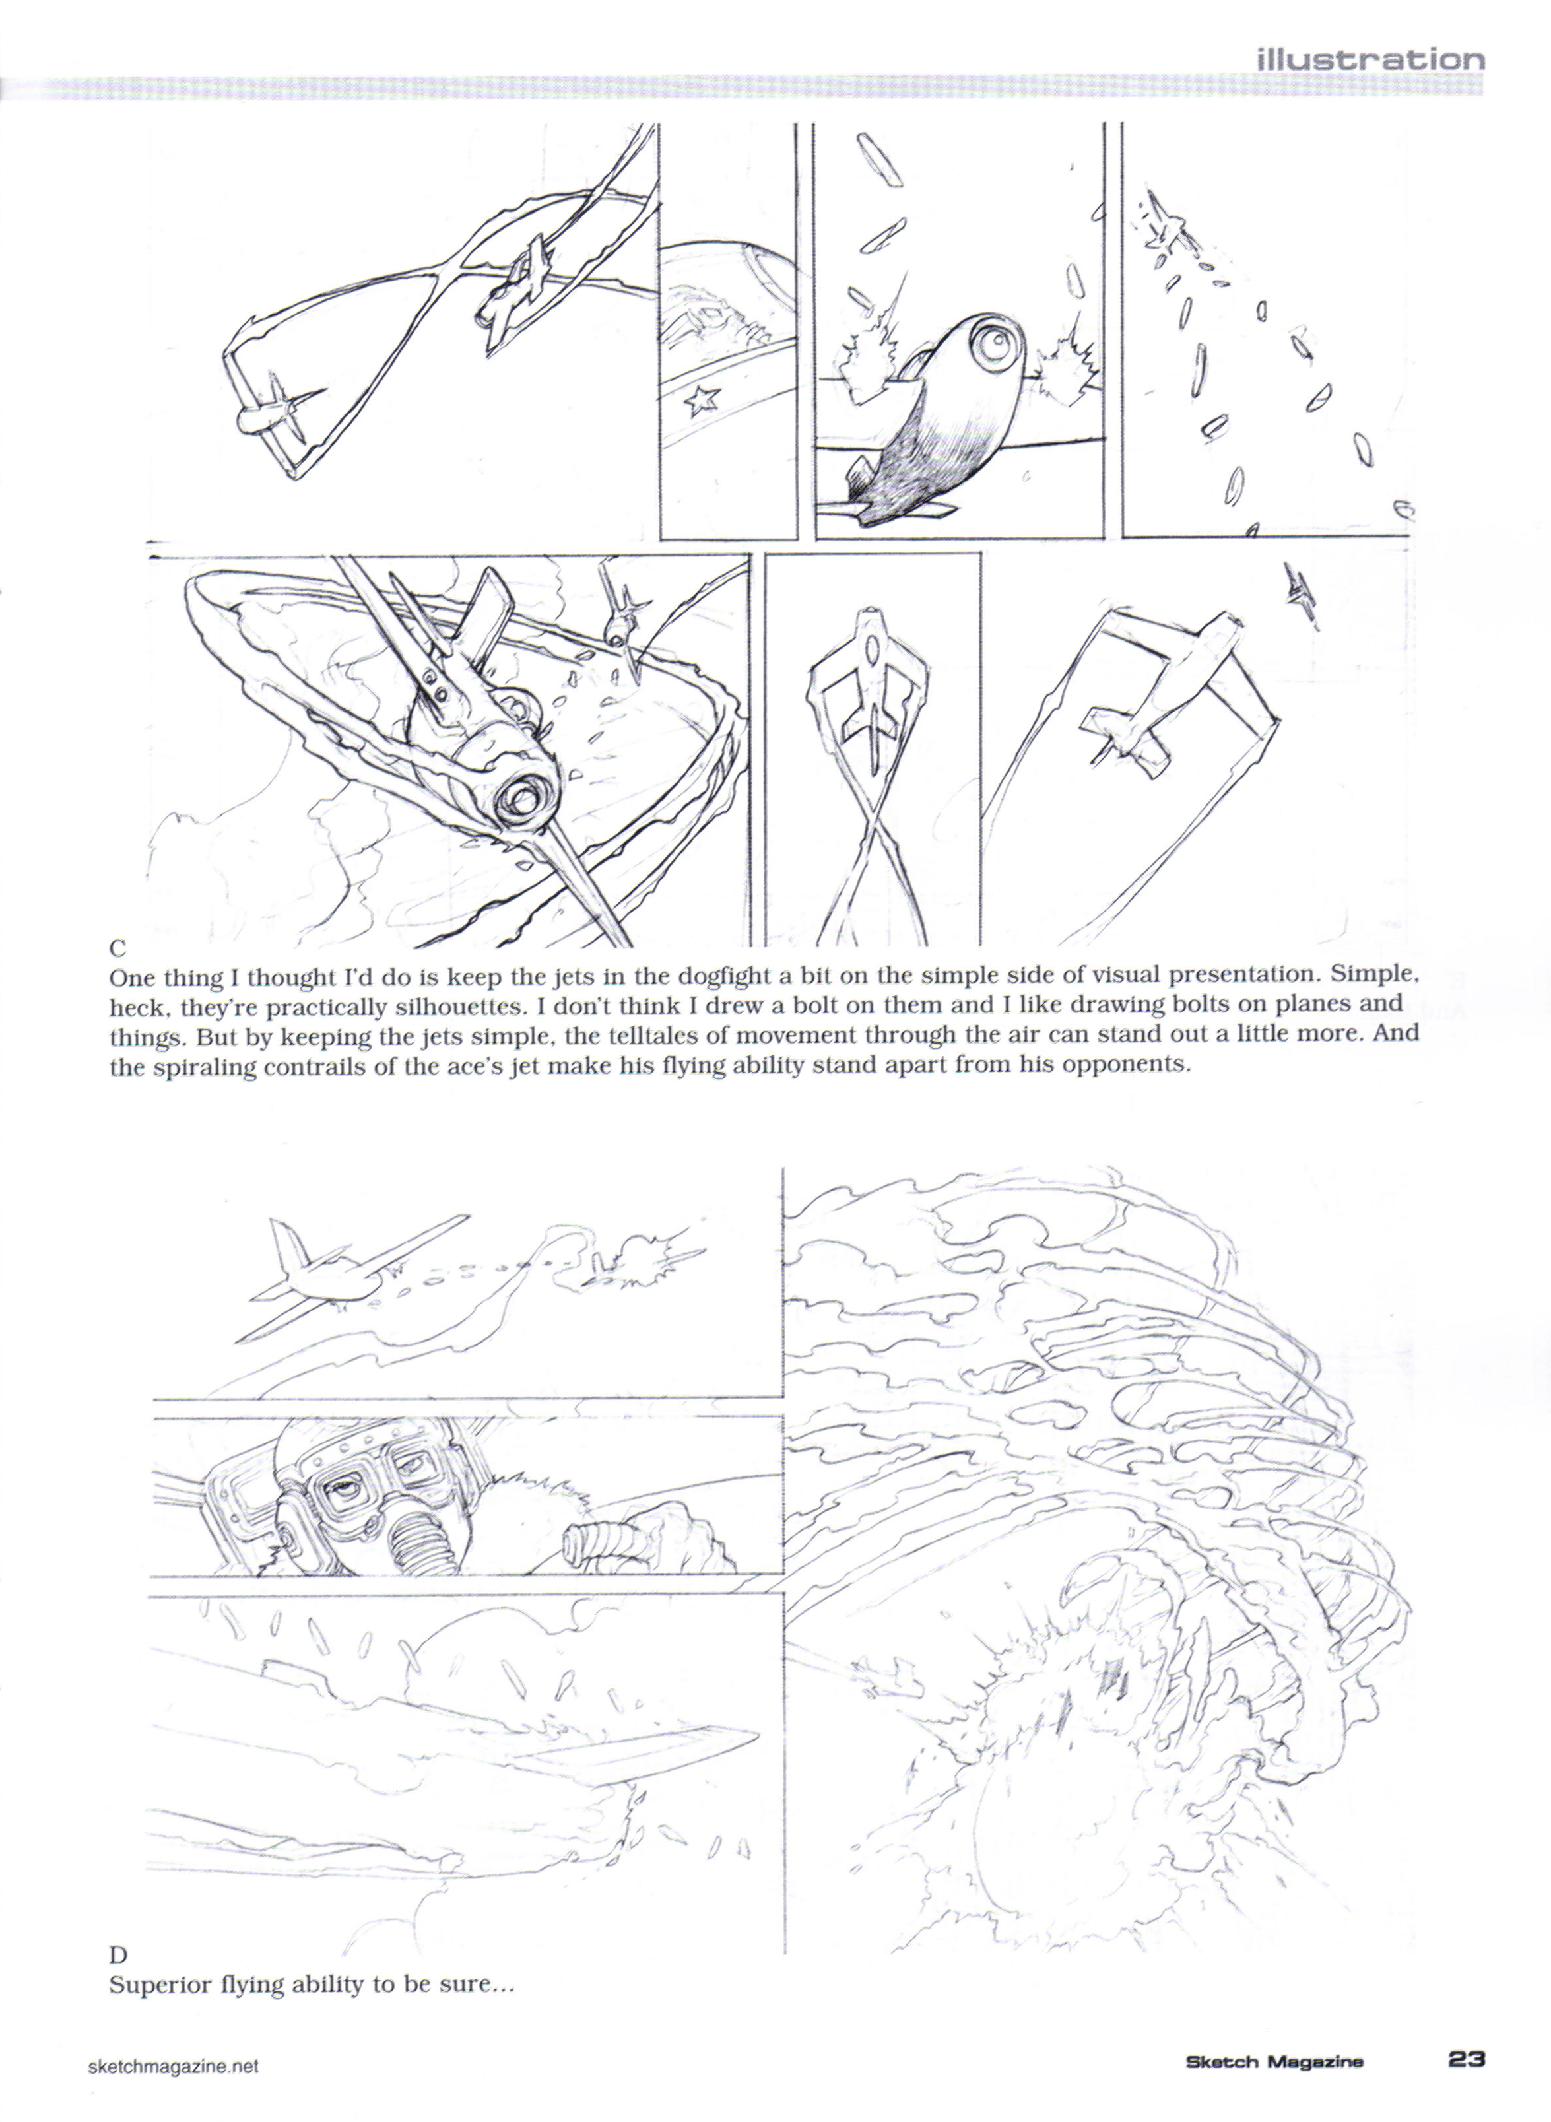 illustration
C
One thing I thought I'd do is keep the jets in the dogfight a bit on the simple side of visual presentation. Simple,
heck, they're practically silhouettes. I don't think I drew a bolt on them and I like drawing bolts on planes and
things. But by keeping the jets simple, the telltales of movement through the air can stand out a little more. And
the spiraling contrails of the ace's jet make his flying ability stand apart from his opponents.
D
Superior flying ability to be sure...
sketchmagazine.net
Sketch Magazine 23